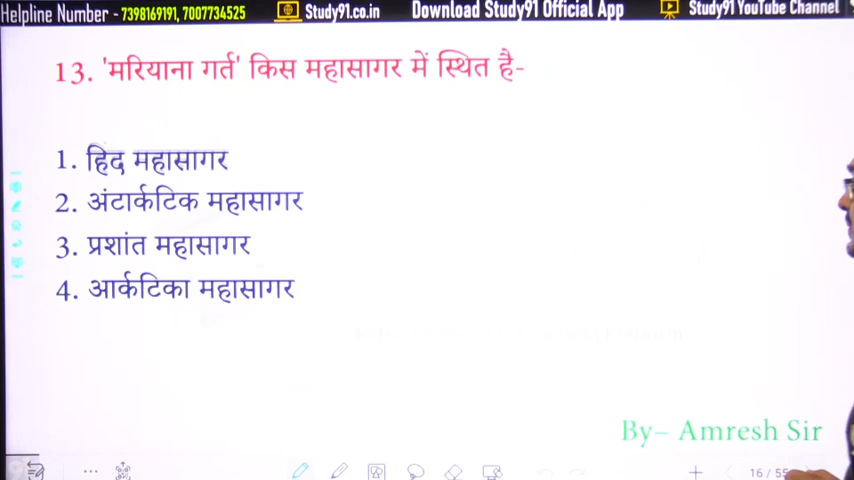 Helpline Number - 7398169191, 7007734525 Study91.co.in Download Study91 Official App Study91 YouTube Channel
13. 'मरियाना गर्त' किस महासागर में स्थित है-
1. हिंद महासागर
2. अंटार्कटिक महासागर
3. प्रशांत महासागर
4. आर्कटिका महासागर
By- Amresh Sir
16 / 55